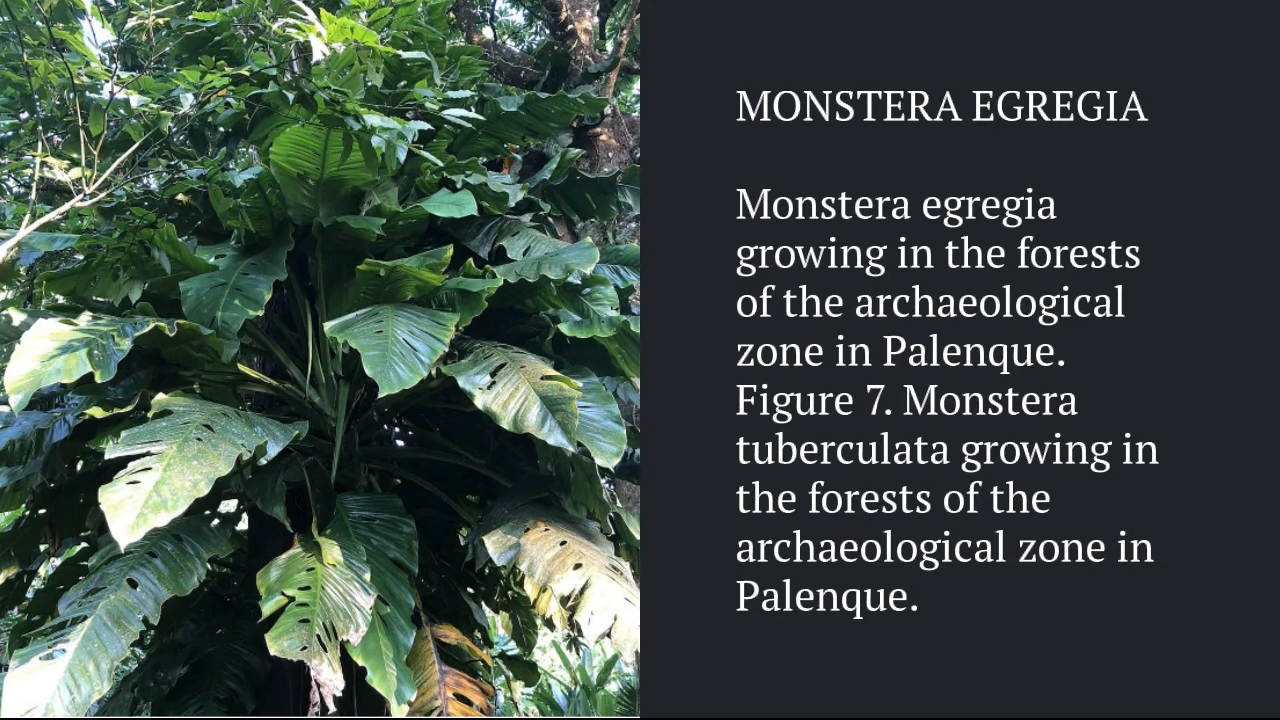 MONSTERA EGREGIA
Monstera egregia
growing in the forests
of the archaeological
zone in Palenque.
Figure 7. Monstera
tuberculata growing in
the forests of the
archaeological zone in
Palenque.